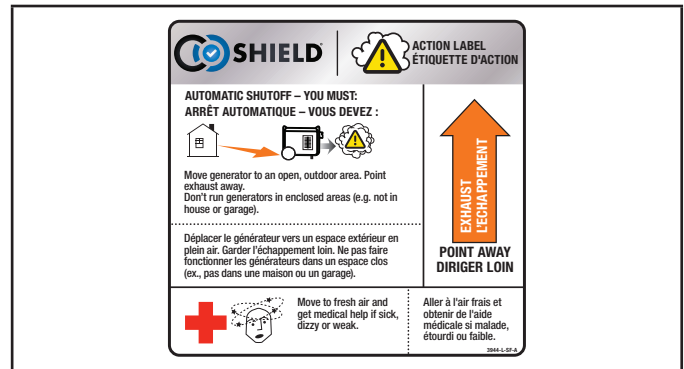 CO SHIELD
ACTION LABEL
ÉTIQUETTE D'ACTION
AUTOMATIC SHUTOFF – YOU MUST:
ARRÊT AUTOMATIQUE – VOUS DEVEZ :
Move generator to an open, outdoor area. Point
exhaust away.
Don't run generators in enclosed areas (e.g. not in
house or garage).
Déplacer le générateur vers un espace extérieur en
plein air. Garder l'échappement loin. Ne pas faire
fonctionner les générateurs dans un espace clos
(ex., pas dans une maison ou un garage).
EXHAUST
L'ECHAPPEMENT
POINT AWAY
DIRIGER LOIN
Move to fresh air and
get medical help if sick,
dizzy or weak.
Aller à l'air frais et
obtenir de l'aide
médicale si malade,
étourdi ou faible.
3944-L-SF-A